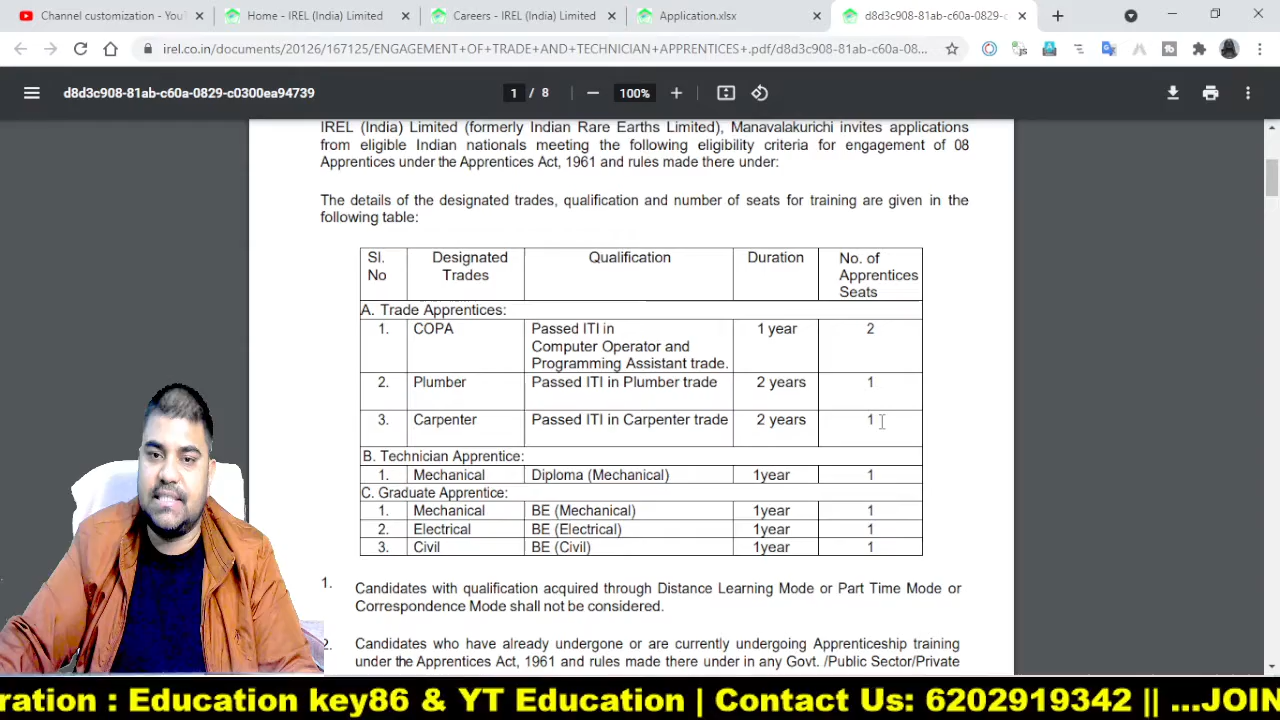 Channel customization - You
Home - IREL (India) Limited
Careers - IREL (India) Limited
Application.xlsx
d8d3c908-81ab-c60a-0829-c
irel.co.in/documents/20126/167125/ENGAGEMENT+OF+TRADE+AND+TECHNICIAN+APPRENTICES+.pdf/d8d3c908-81ab-c60a-08...
d8d3c908-81ab-c60a-0829-c0300ea94739
1 / 8
100%
IREL (India) Limited (formerly Indian Rare Earths Limited), Manavalakurichi invites applications
from eligible Indian nationals meeting the following eligibility criteria for engagement of 08
Apprentices under the Apprentices Act, 1961 and rules made there under:
The details of the designated trades, qualification and number of seats for training are given in the
following table:
Sl. No Designated Trades Qualification Duration No. of Apprentices Seats
A. Trade Apprentices:
1. COPA Passed ITI in Computer Operator and Programming Assistant trade. 1 year 2
2. Plumber Passed ITI in Plumber trade 2 years 1
3. Carpenter Passed ITI in Carpenter trade 2 years 1
B. Technician Apprentice:
1. Mechanical Diploma (Mechanical) 1year 1
C. Graduate Apprentice:
1. Mechanical BE (Mechanical) 1year 1
2. Electrical BE (Electrical) 1year 1
3. Civil BE (Civil) 1year 1
1. Candidates with qualification acquired through Distance Learning Mode or Part Time Mode or
Correspondence Mode shall not be considered.
2. Candidates who have already undergone or are currently undergoing Apprenticeship training
under the Apprentices Act, 1961 and rules made there under in any Govt. /Public Sector/Private
ration : Education key86 & YT Education | Contact Us: 6202919342 || ...JOIN